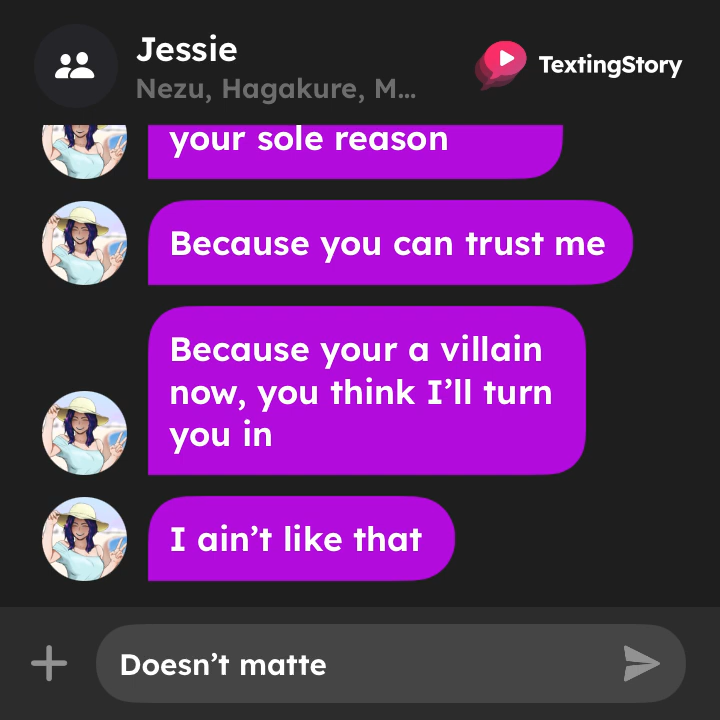 Jessie
Nezu, Hagakure, M...
TextingStory
your sole reason
Because you can trust me
Because your a villain
now, you think I’ll turn
you in
I ain’t like that
Doesn’t matte